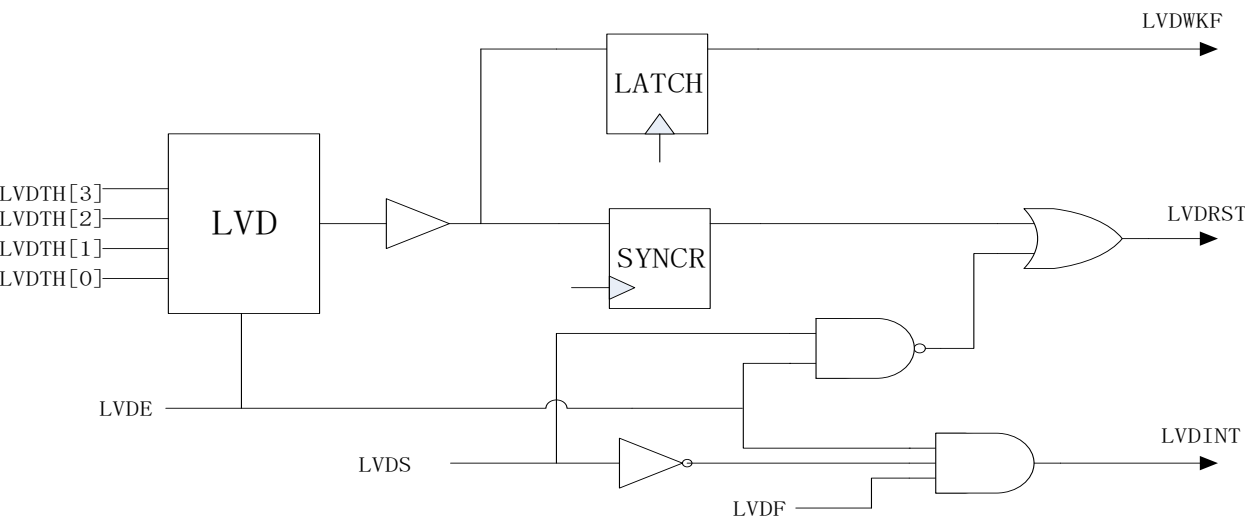 LVDWKF
LATCH
LVDTH[3]
LVDTH[2]
LVDTH[1]
LVDTH[0]
LVD
SYNCR
LVDRST
LVDE
LVDS
LVDINT
LVDF